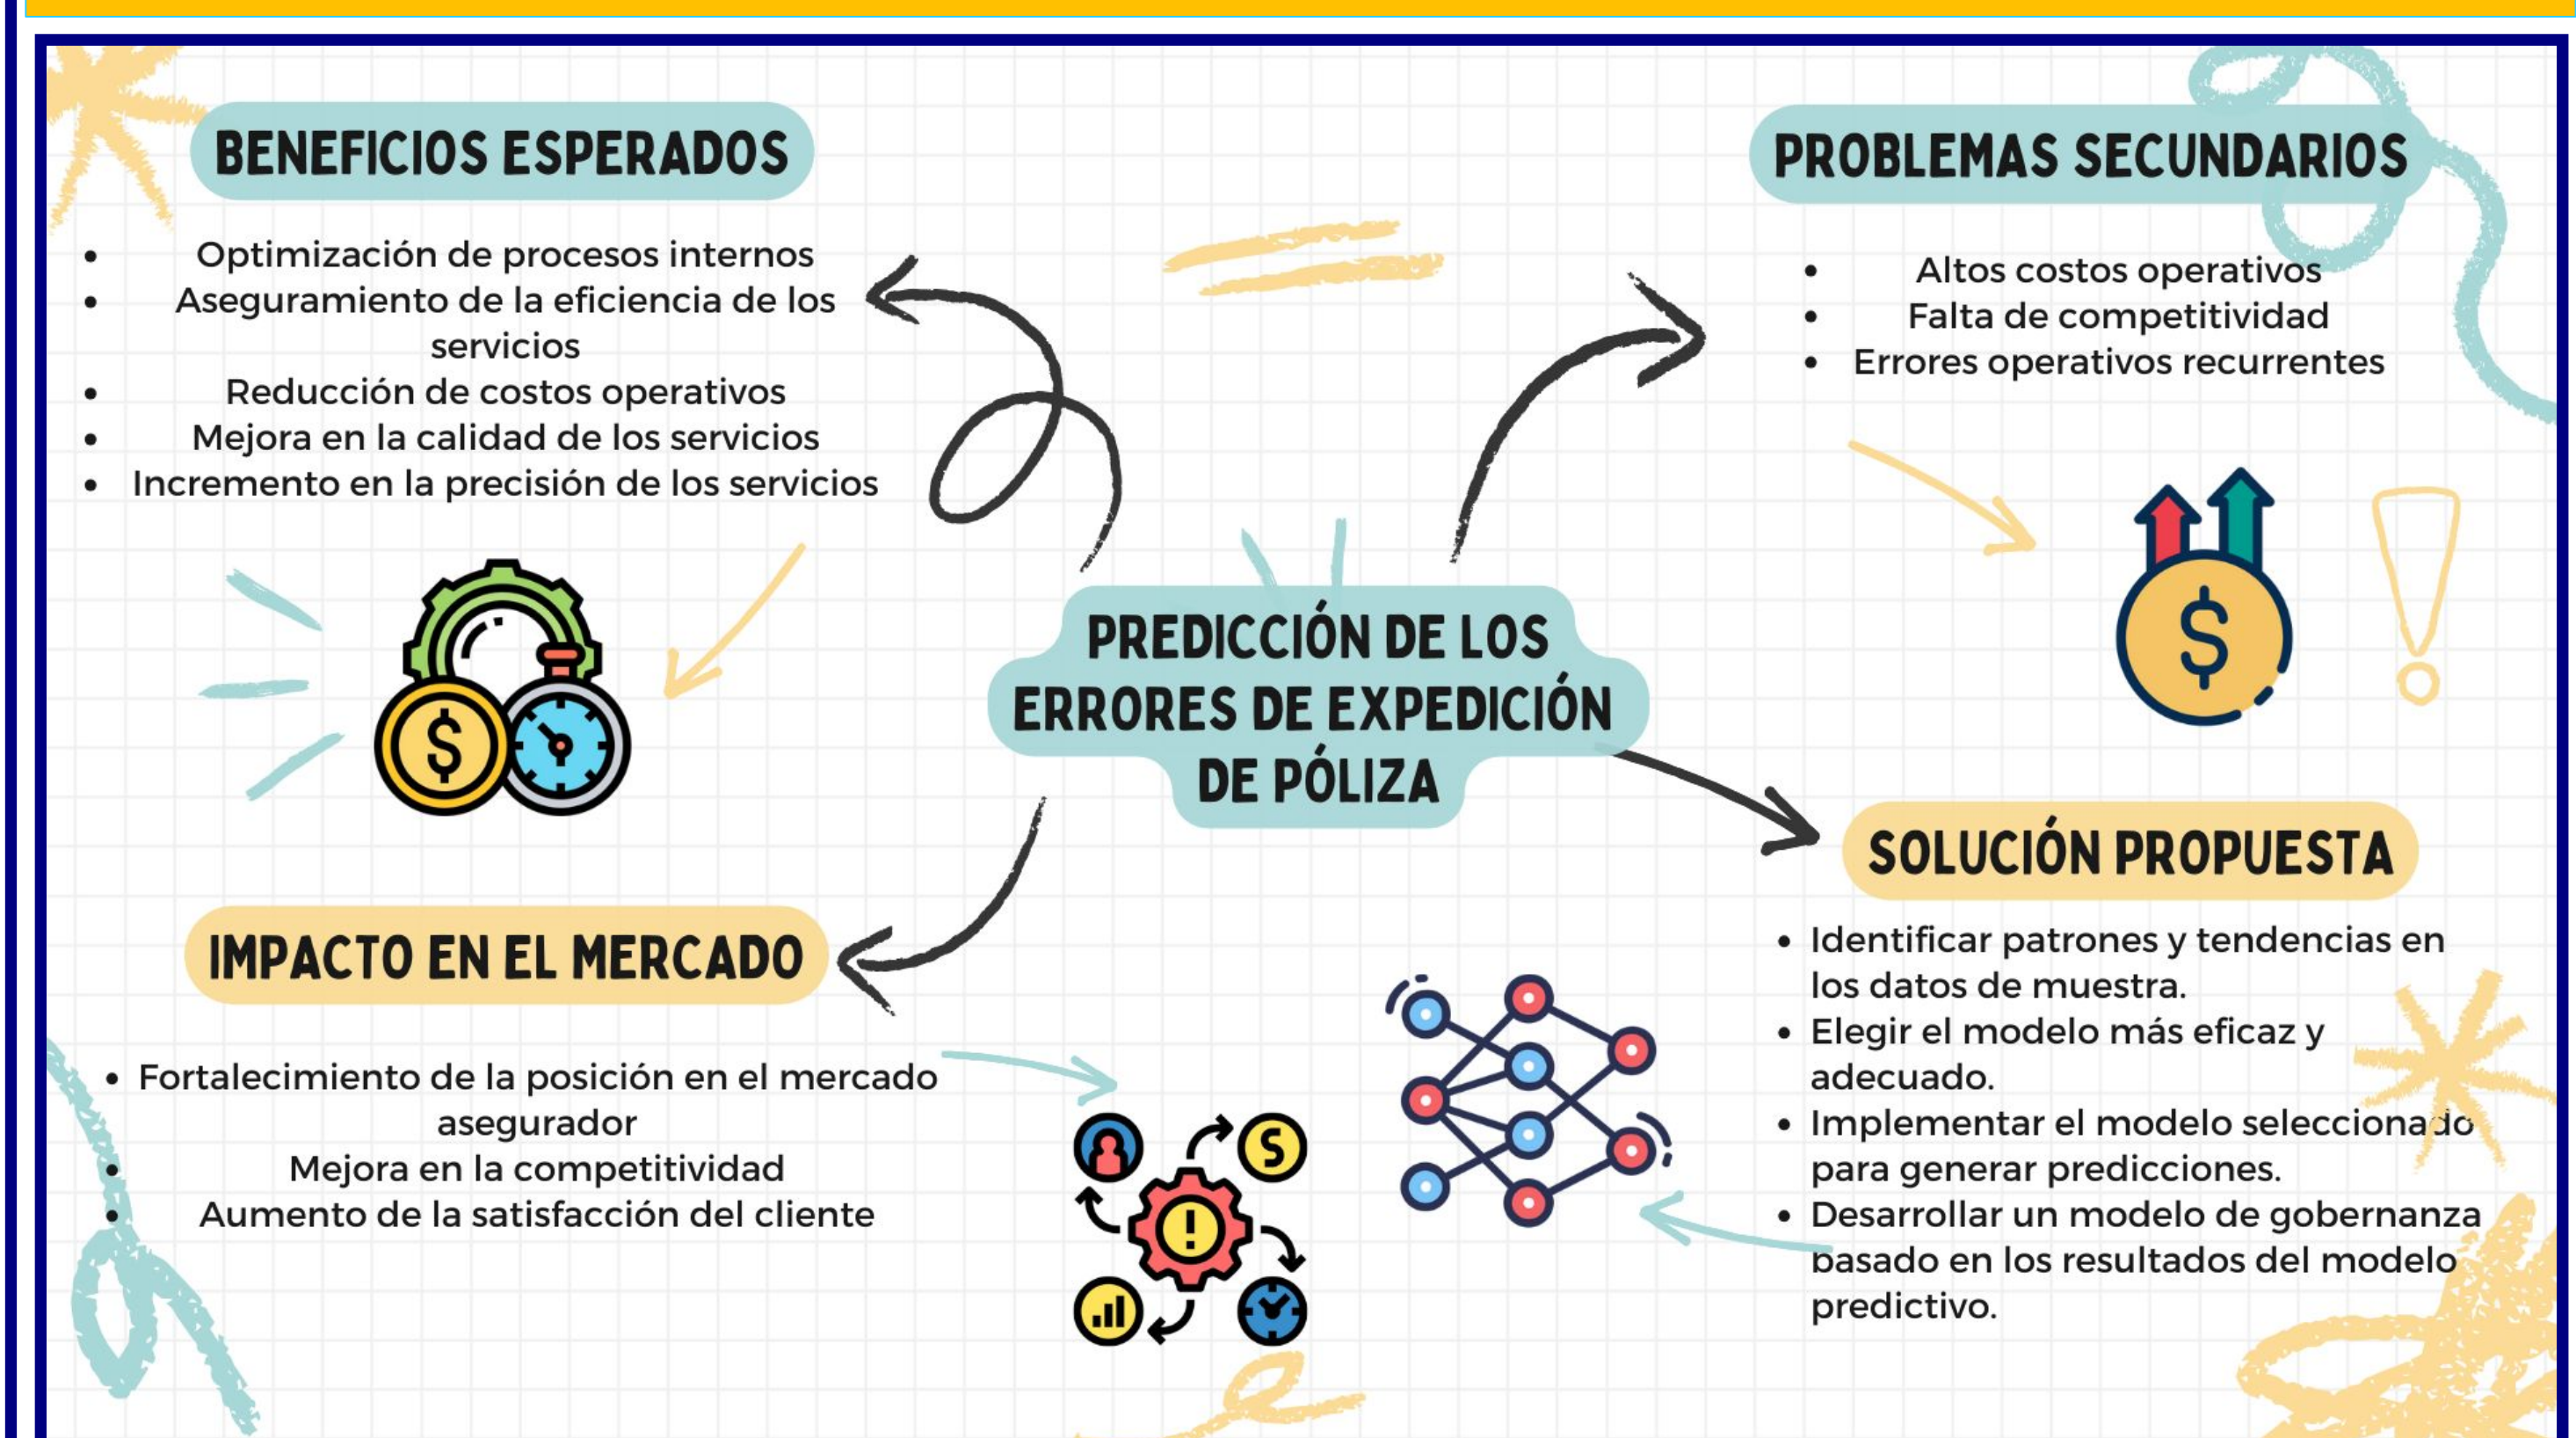 BENEFICIOS ESPERADOS
• Optimización de procesos internos
• Aseguramiento de la eficiencia de los
servicios
• Reducción de costos operativos
• Mejora en la calidad de los servicios
• Incremento en la precisión de los servicios
PROBLEMAS SECUNDARIOS
• Altos costos operativos
• Falta de competitividad
• Errores operativos recurrentes
PREDICCIÓN DE LOS
ERRORES DE EXPEDICIÓN
DE PÓLIZA
IMPACTO EN EL MERCADO
• Fortalecimiento de la posición en el mercado
asegurador
• Mejora en la competitividad
• Aumento de la satisfacción del cliente
SOLUCIÓN PROPUESTA
• Identificar patrones y tendencias en
los datos de muestra.
• Elegir el modelo más eficaz y
adecuado.
• Implementar el modelo seleccionado
para generar predicciones.
• Desarrollar un modelo de gobernanza
basado en los resultados del modelo
predictivo.